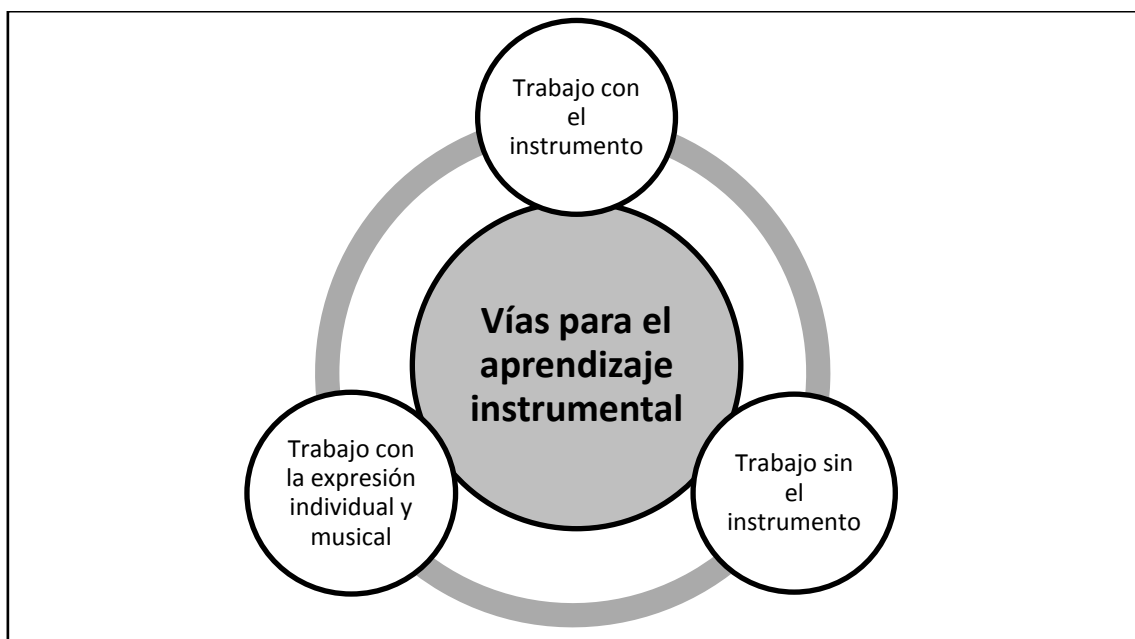 Trabajo con
el
instrumento
Vías para el
aprendizaje
instrumental
Trabajo con
la expresión
individual y
musical
Trabajo sin
el
instrumento